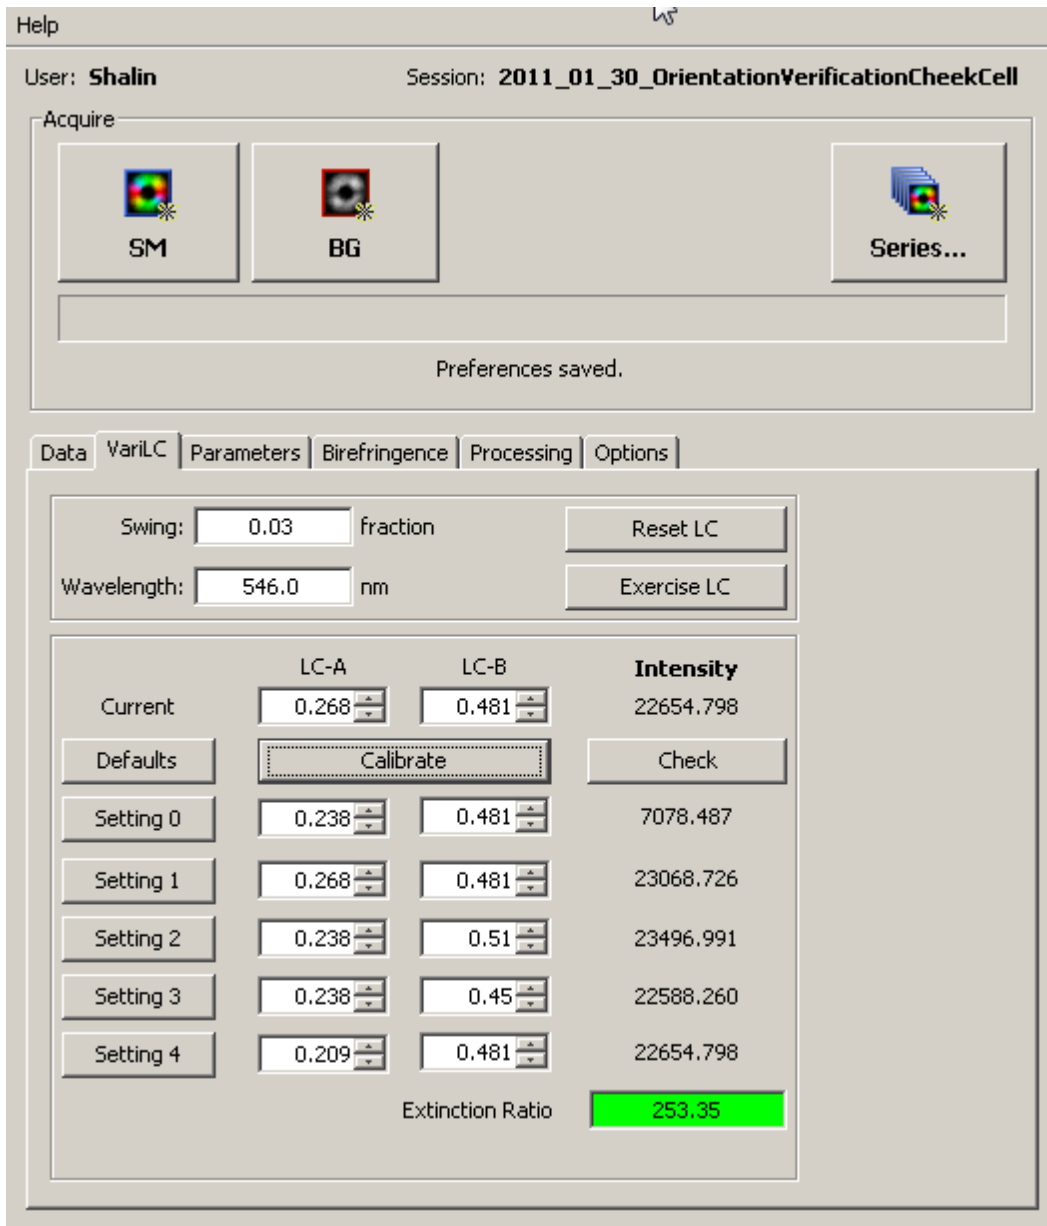 Help
User: Shalin Session: 2011_01_30_OrientationVerificationCheekCell
Acquire
SM BG Series...
Preferences saved.
Data VariLC Parameters Birefringence Processing Options
Swing: 0.03 fraction Reset LC
Wavelength: 546.0 nm Exercise LC
LC-A LC-B Intensity
Current 0.268 0.481 22654.798
Defaults Calibrate Check
Setting 0 0.238 0.481 7078.487
Setting 1 0.268 0.481 23068.726
Setting 2 0.238 0.51 23496.991
Setting 3 0.238 0.45 22588.260
Setting 4 0.209 0.481 22654.798
Extinction Ratio 253.35